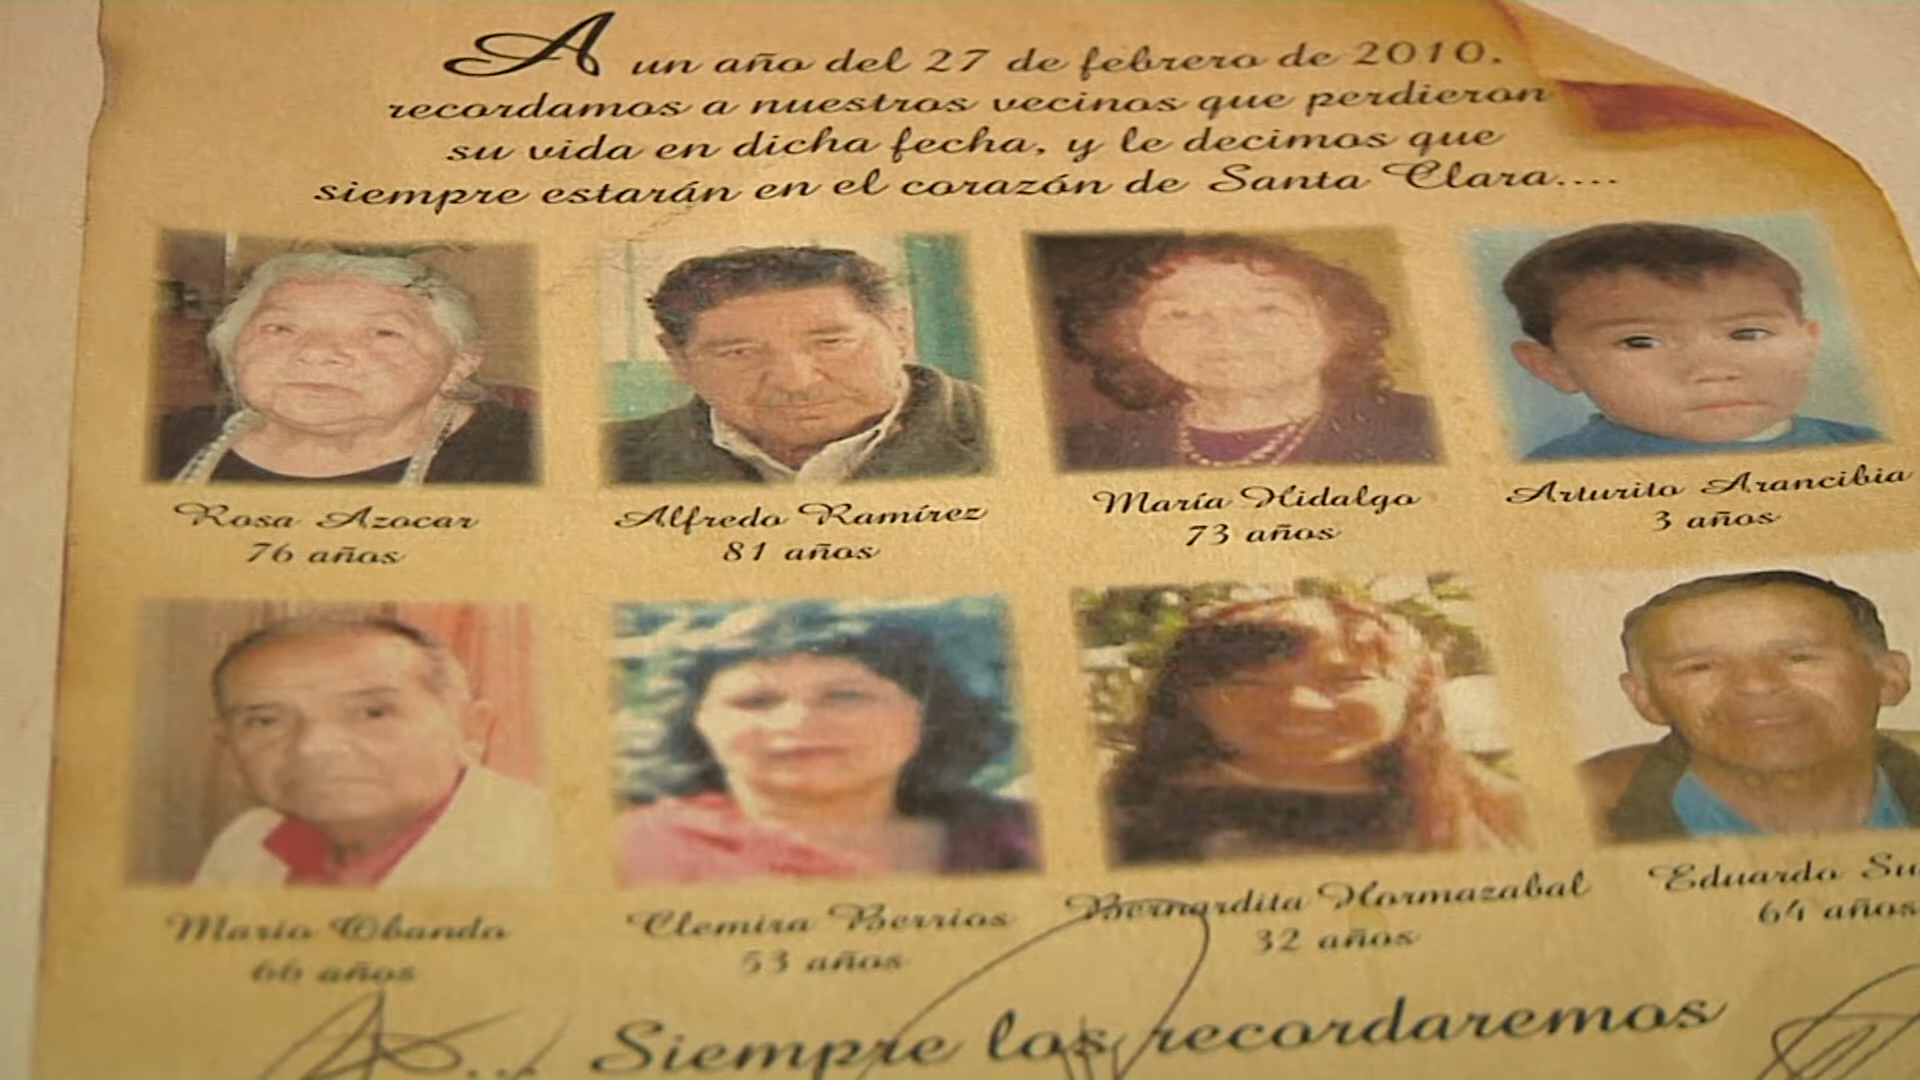 A un año del 27 de febrero de 2010.
recordamos a nuestros vecinos que perdieron
su vida en dicha fecha, y le decimos que
siempre estarán en el corazón de Santa Clara....
Rosa Azocar
76 años
Alfredo Ramírez
81 años
María Hidalgo
73 años
Arturito Arancibia
3 años
Mario Obando
66 años
Clemira Berrios
53 años
Bernardita Hormazabal
32 años
Eduardo Su
64 años
... Siempre los recordaremos